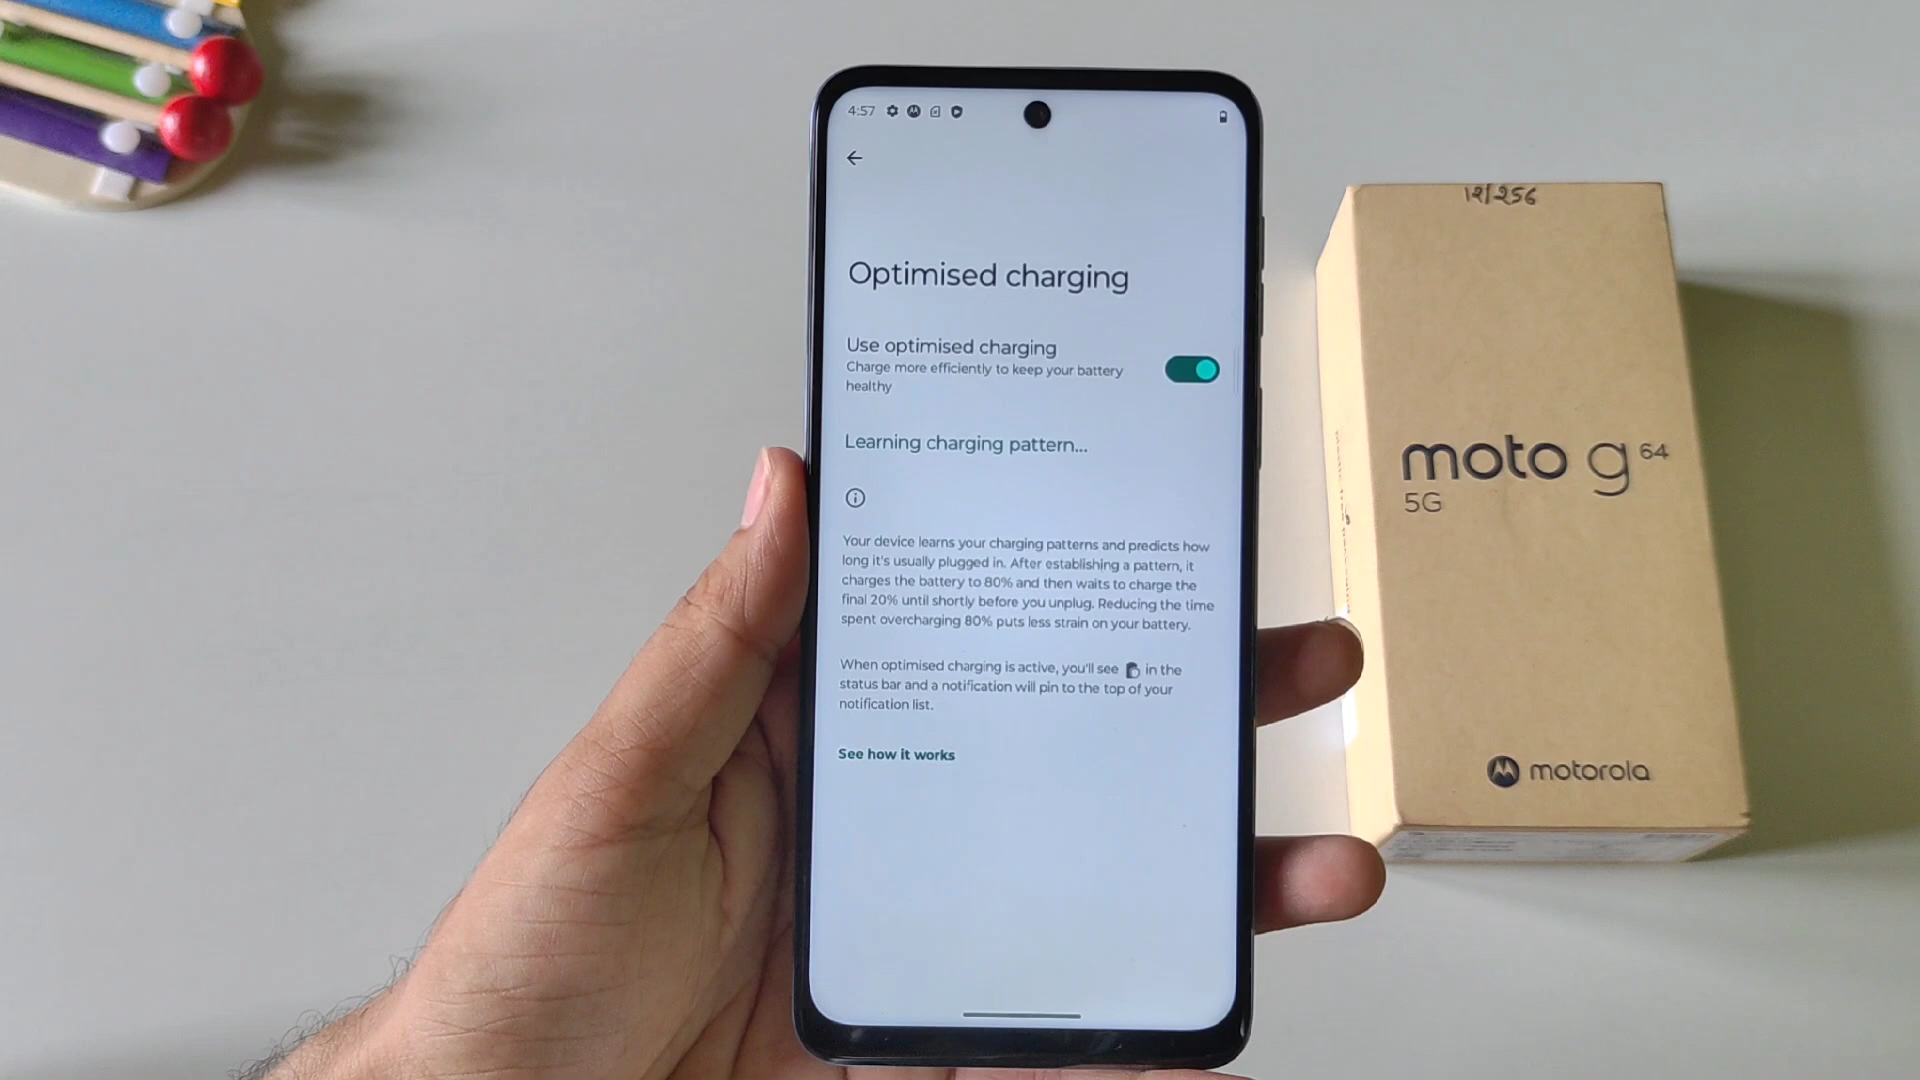 4:57
Optimised charging
Use optimised charging
Charge more efficiently to keep your battery
healthy
Learning charging pattern...
Your device learns your charging patterns and predicts how
long it's usually plugged in. After establishing a pattern, it
charges the battery to 80% and then waits to charge the
final 20% until shortly before you unplug. Reducing the time
spent overcharging 80% puts less strain on your battery.
When optimised charging is active, you'll see in the
status bar and a notification will pin to the top of your
notification list.
See how it works
12/256
moto g 64
5G
motorola